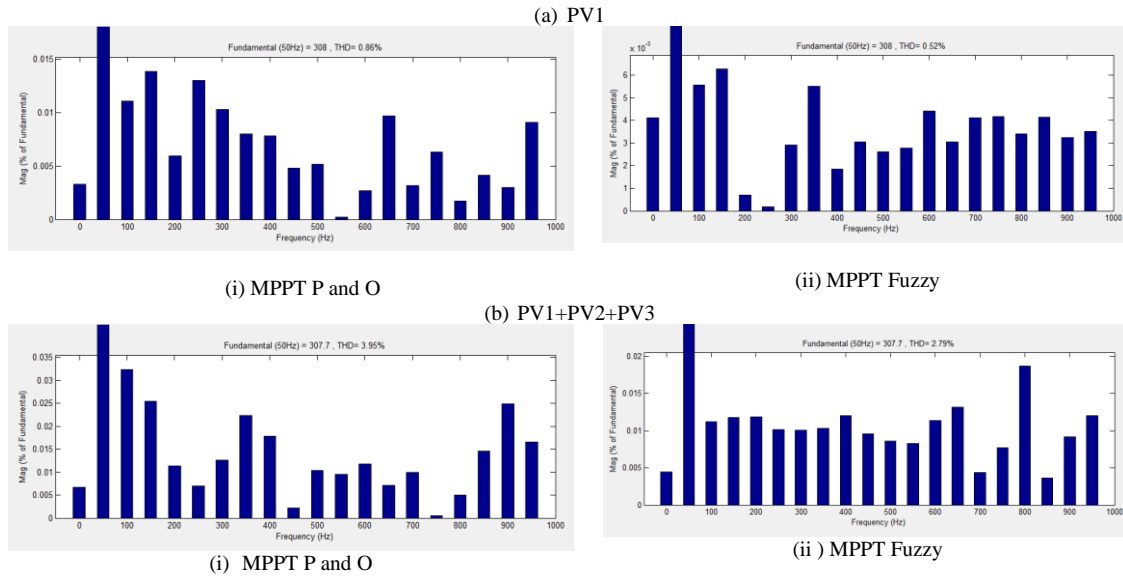 (a) PV1
Fundamental (50Hz) = 308 , THD= 0.86%
0.015
0.01
0.005
0
Mag (% of Fundamental)
0 100 200 300 400 500 600 700 800 900 1000
Frequency (Hz)
(i) MPPT P and O
x 10⁻³
Fundamental (50Hz) = 308 , THD= 0.52%
6
5
4
3
2
1
0
Mag (% of Fundamental)
0 100 200 300 400 500 600 700 800 900 1000
Frequency (Hz)
(ii) MPPT Fuzzy
(b) PV1+PV2+PV3
Fundamental (50Hz) = 307.7 , THD= 3.95%
0.035
0.03
0.025
0.02
0.015
0.01
0.005
0
Mag (% of Fundamental)
0 100 200 300 400 500 600 700 800 900 1000
Frequency (Hz)
(i) MPPT P and O
Fundamental (50Hz) = 307.7 , THD= 2.79%
0.02
0.015
0.01
0.005
0
Mag (% of Fundamental)
0 100 200 300 400 500 600 700 800 900 1000
Frequency (Hz)
(ii ) MPPT Fuzzy